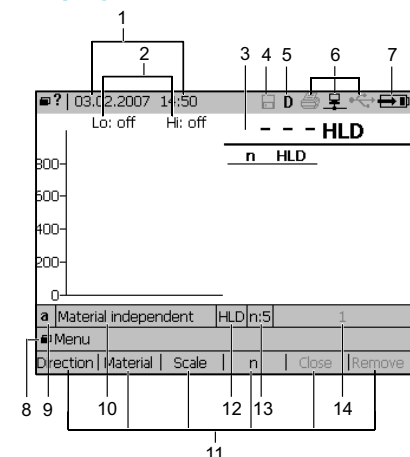 1
2
3 4 5 6 7
? 03.02.2007 14:50 D
Lo: off Hi: off
- - - HLD
n HLD
800
600
400
200
0
a Material independent HLD n:5 1
Menu
Direction Material Scale n Close Remove
8 9 10 12 13 14
11